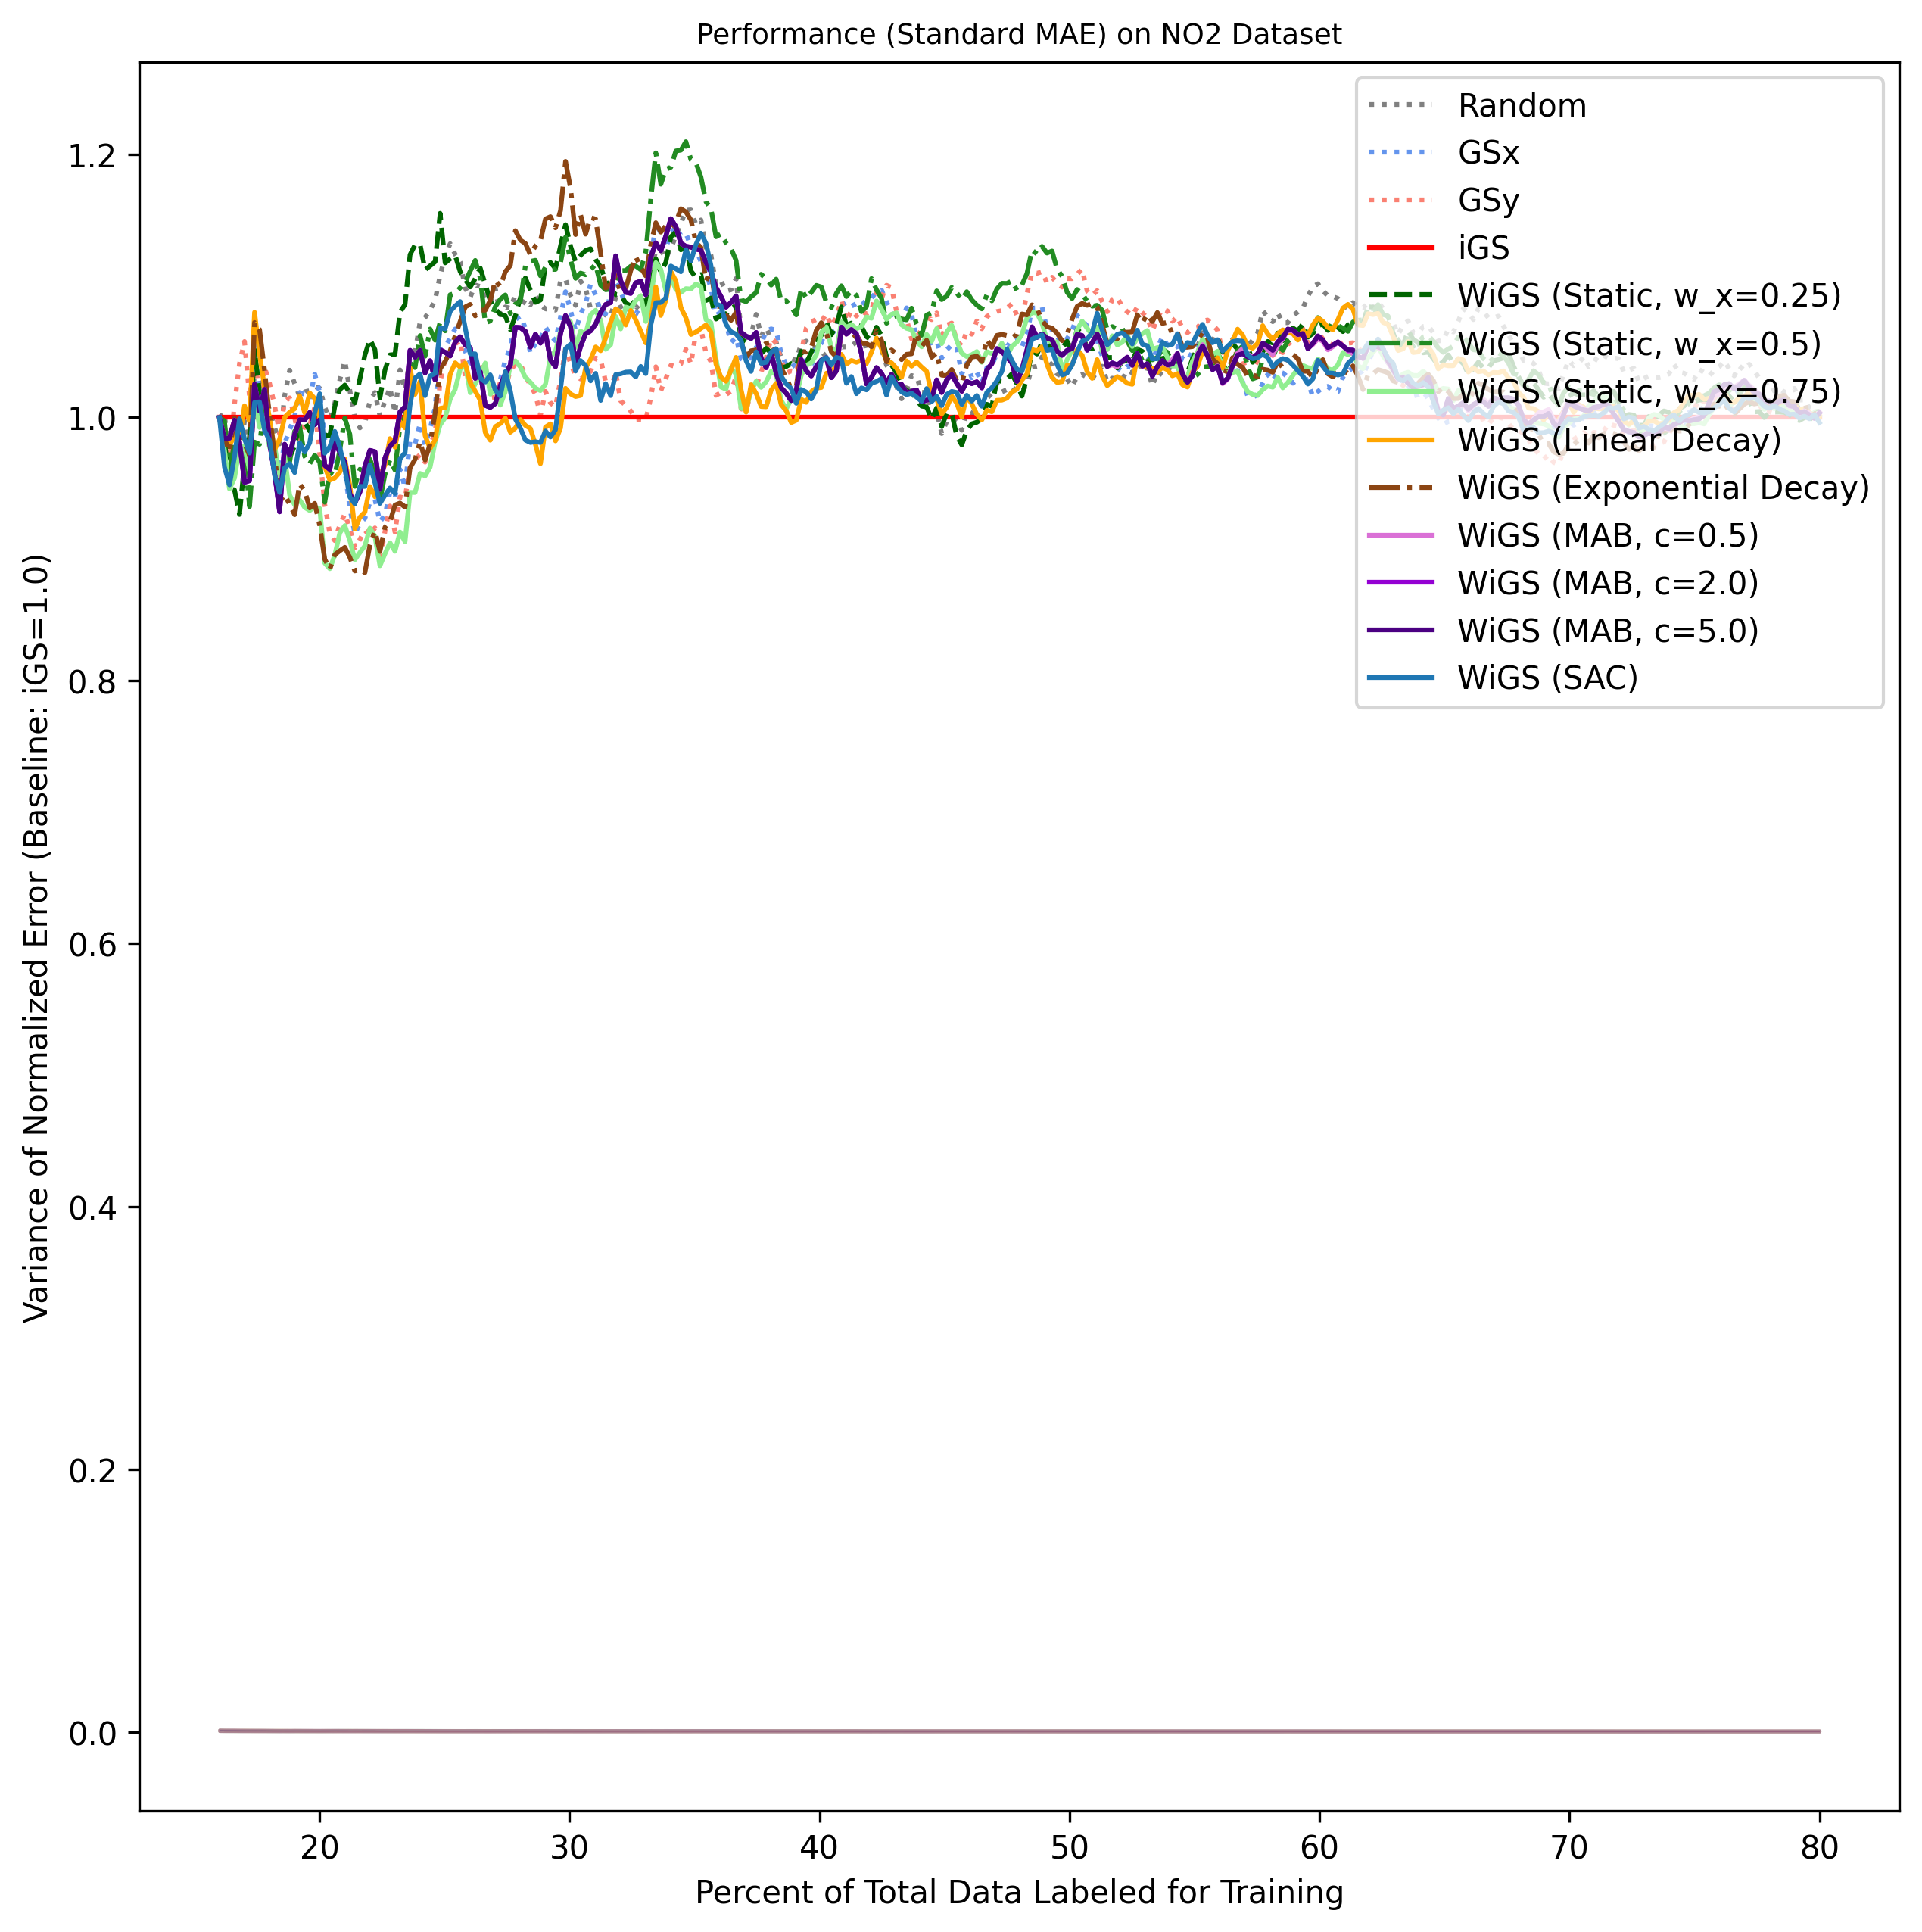 Performance (Standard MAE) on NO2 Dataset
Variance of Normalized Error (Baseline: iGS=1.0)
1.2
1.0
0.8
0.6
0.4
0.2
0.0
Random
GSx
GSy
iGS
WiGS (Static, w_x=0.25)
WiGS (Static, w_x=0.5)
WiGS (Static, w_x=0.75)
WiGS (Linear Decay)
WiGS (Exponential Decay)
WiGS (MAB, c=0.5)
WiGS (MAB, c=2.0)
WiGS (MAB, c=5.0)
WiGS (SAC)
20 30 40 50 60 70 80
Percent of Total Data Labeled for Training